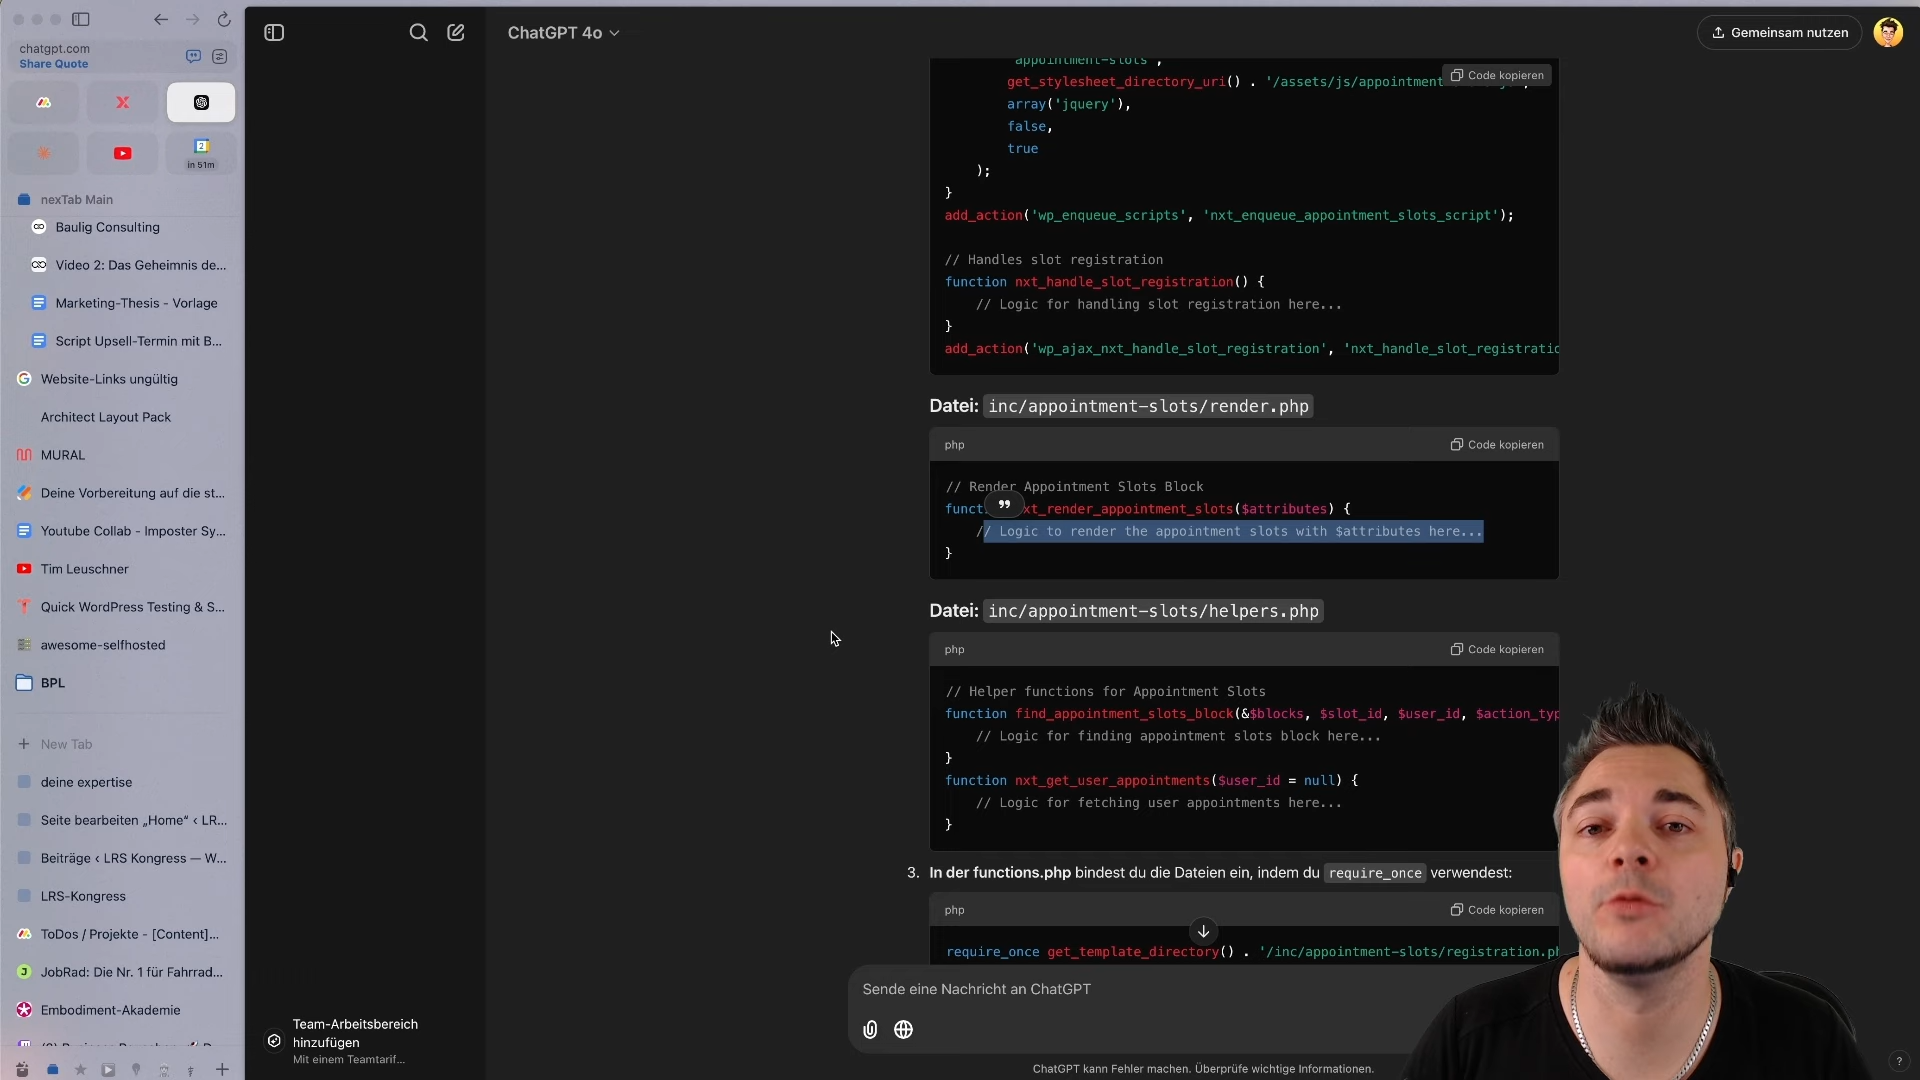 chatgpt.com
Share Quote
2
in 51m
nexTab Main
Baulig Consulting
Video 2: Das Geheimnis de...
Marketing-Thesis - Vorlage
Script Upsell-Termin mit B...
Website-Links ungültig
Architect Layout Pack
MURAL
Deine Vorbereitung auf die st...
Youtube Collab - Imposter Sy...
Tim Leuschner
Quick WordPress Testing & S...
awesome-selfhosted
BPL
New Tab
deine expertise
Seite bearbeiten „Home“ ‹ LR...
Beiträge ‹ LRS Kongress — W...
LRS-Kongress
ToDos / Projekte - [Content]...
JobRad: Die Nr. 1 für Fahrrad...
Embodiment-Akademie
Team-Arbeitsbereich
hinzufügen
Mit einem Teamtarif...
ChatGPT 4o
Gemeinsam nutzen
'appointment-slots',
Code kopieren
get_stylesheet_directory_uri() . '/assets/js/appointment
array('jquery'),
false,
true
);
}
add_action('wp_enqueue_scripts', 'nxt_enqueue_appointment_slots_script');
// Handles slot registration
function nxt_handle_slot_registration() {
// Logic for handling slot registration here...
}
add_action('wp_ajax_nxt_handle_slot_registration', 'nxt_handle_slot_registratio
Datei: inc/appointment-slots/render.php
php
Code kopieren
// Render Appointment Slots Block
funct xt_render_appointment_slots($attributes) {
// Logic to render the appointment slots with $attributes here...
}
Datei: inc/appointment-slots/helpers.php
php
Code kopieren
// Helper functions for Appointment Slots
function find_appointment_slots_block(&$blocks, $slot_id, $user_id, $action_typ
// Logic for finding appointment slots block here...
}
function nxt_get_user_appointments($user_id = null) {
// Logic for fetching user appointments here...
}
3. In der functions.php bindest du die Dateien ein, indem du require_once verwendest:
php
Code kopieren
require_once get_template_directory() . '/inc/appointment-slots/registration.ph
Sende eine Nachricht an ChatGPT
ChatGPT kann Fehler machen. Überprüfe wichtige Informationen.
?